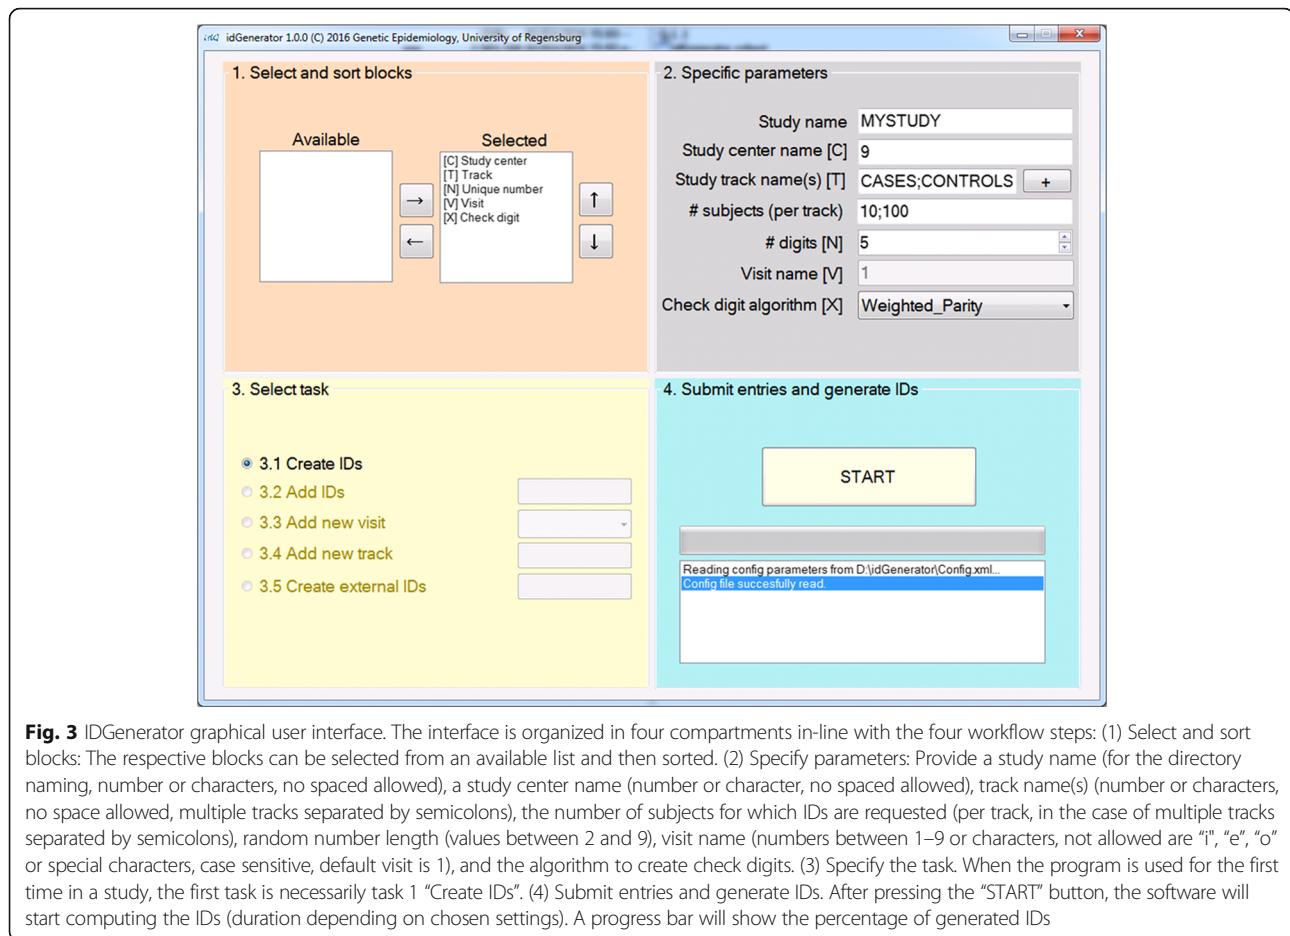 idGenerator 1.0.0 (C) 2016 Genetic Epidemiology, University of Regensburg
1. Select and sort blocks
Available
Selected
[C] Study center
[T] Track
[N] Unique number
[V] Visit
[X] Check digit
→
←
↑
↓
2. Specific parameters
Study name MYSTUDY
Study center name [C] 9
Study track name(s) [T] CASES;CONTROLS +
# subjects (per track) 10;100
# digits [N] 5
Visit name [V] 1
Check digit algorithm [X] Weighted_Parity
3. Select task
3.1 Create IDs
3.2 Add IDs
3.3 Add new visit
3.4 Add new track
3.5 Create external IDs
4. Submit entries and generate IDs
START
Reading config parameters from D:\idGenerator\Config.xml...
Config file succesfully read.
Fig. 3 IDGenerator graphical user interface. The interface is organized in four compartments in-line with the four workflow steps: (1) Select and sort
blocks: The respective blocks can be selected from an available list and then sorted. (2) Specify parameters: Provide a study name (for the directory
naming, number or characters, no spaced allowed), a study center name (number or character, no spaced allowed), track name(s) (number or characters,
no space allowed, multiple tracks separated by semicolons), the number of subjects for which IDs are requested (per track, in the case of multiple tracks
separated by semicolons), random number length (values between 2 and 9), visit name (numbers between 1–9 or characters, not allowed are “i", “e”, “o”
or special characters, case sensitive, default visit is 1), and the algorithm to create check digits. (3) Specify the task. When the program is used for the first
time in a study, the first task is necessarily task 1 “Create IDs”. (4) Submit entries and generate IDs. After pressing the “START” button, the software will
start computing the IDs (duration depending on chosen settings). A progress bar will show the percentage of generated IDs